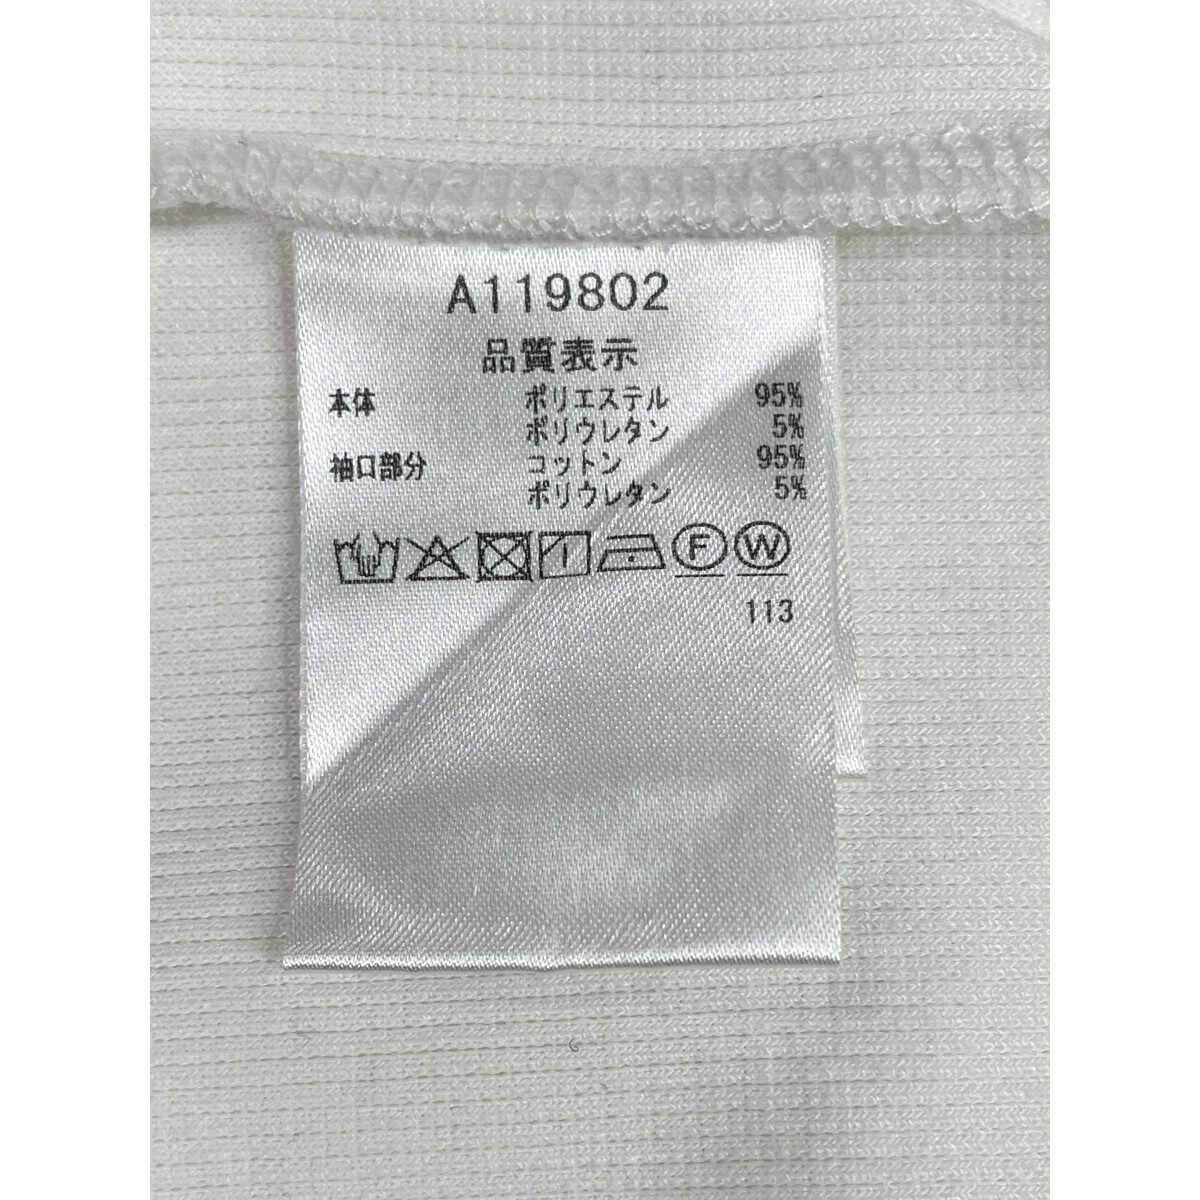 A119802
品質表示
本体 ポリエステル 95%
ポリウレタン 5%
袖口部分 コットン 95%
ポリウレタン 5%
F W
113